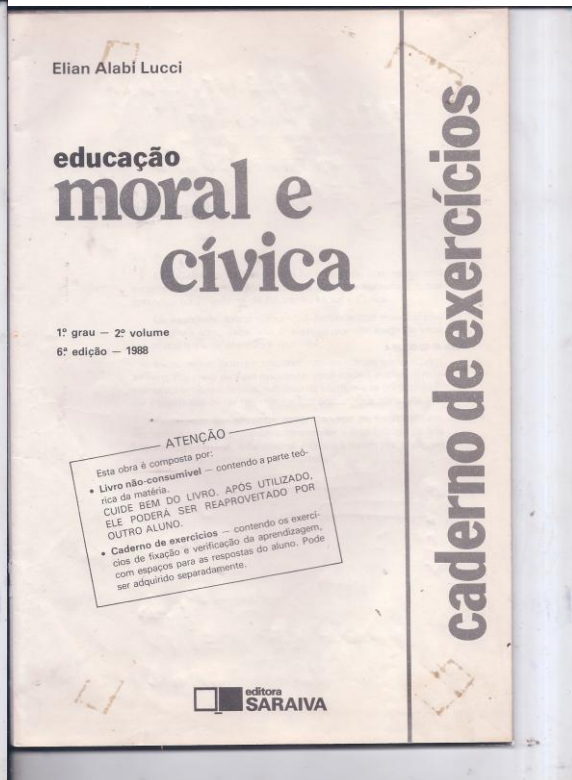 Elian Alabi Lucci
educação
moral e
cívica
1º grau — 2º volume
6ª edição — 1988
ATENÇÃO
Esta obra é composta por:
• Livro não-consumível — contendo a parte teó-
rica da matéria.
CUIDE BEM DO LIVRO. APÓS UTILIZADO,
ELE PODERÁ SER REAPROVEITADO POR
OUTRO ALUNO.
• Caderno de exercícios — contendo os exercí-
cios de fixação e verificação da aprendizagem,
com espaços para as respostas do aluno. Pode
ser adquirido separadamente.
editora
SARAIVA
caderno de exercícios